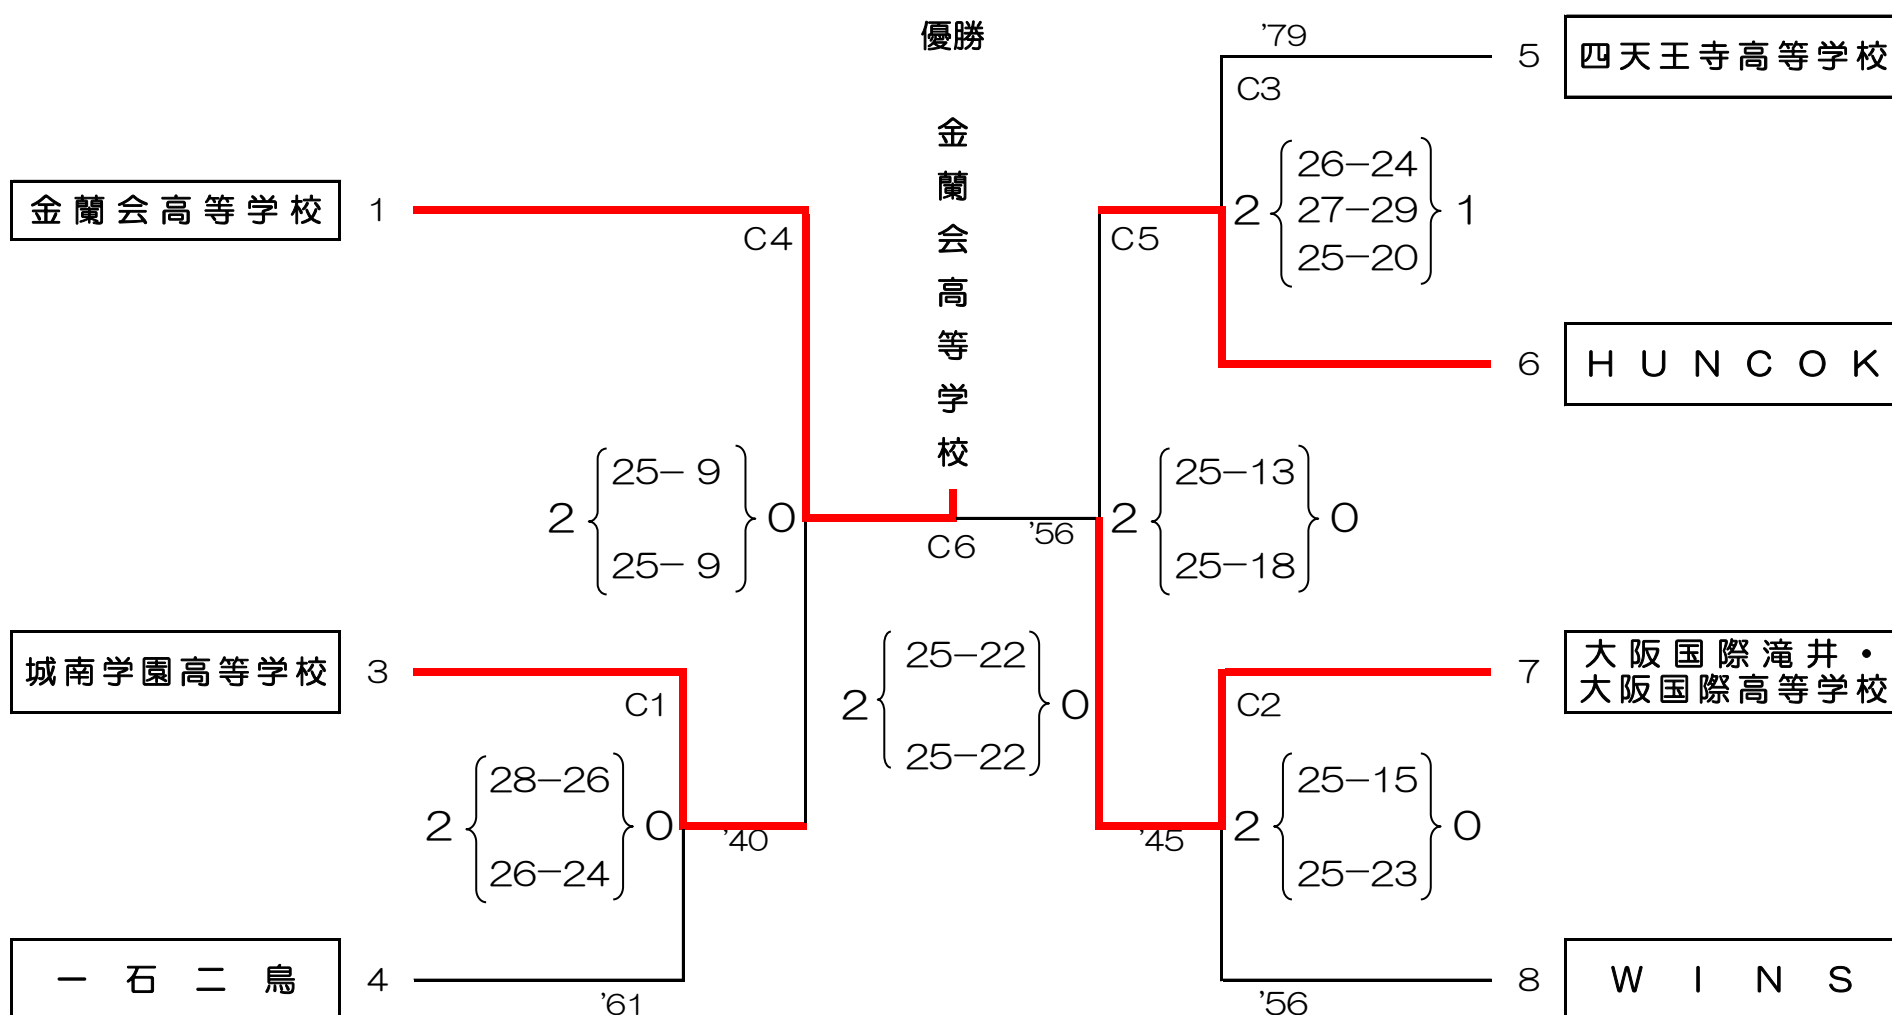 優勝
金蘭会高等学校
金蘭会高等学校
1
C4
2
25－ 9
25－ 9
0
城南学園高等学校
3
C1
2
28－26
26－24
0
'40
一石二鳥
4
'61
C6
'56
2
25－22
25－22
0
'79
5
四天王寺高等学校
C3
2
26－24
27－29
25－20
1
C5
6
HUNCOK
2
25－13
25－18
0
7
大阪国際滝井・
大阪国際高等学校
C2
2
25－15
25－23
0
'45
8
WINS
'56